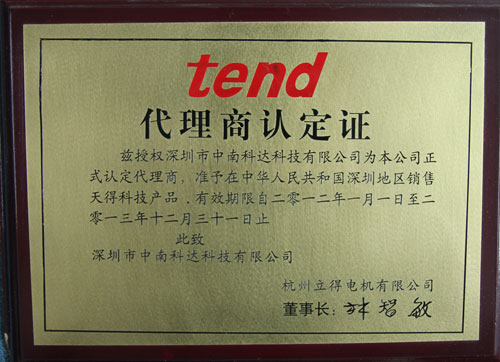 tend
代理商认定证
兹授权深圳市中南科达科技有限公司为本公司正
式认定代理商，准予在中华人民共和国深圳地区销售
天得科技产品，有效期限自二零一二年一月一日至二
零一三年十二月三十一日止
此致
深圳市中南科达科技有限公司
杭州立得电机有限公司
董事长：林智敏